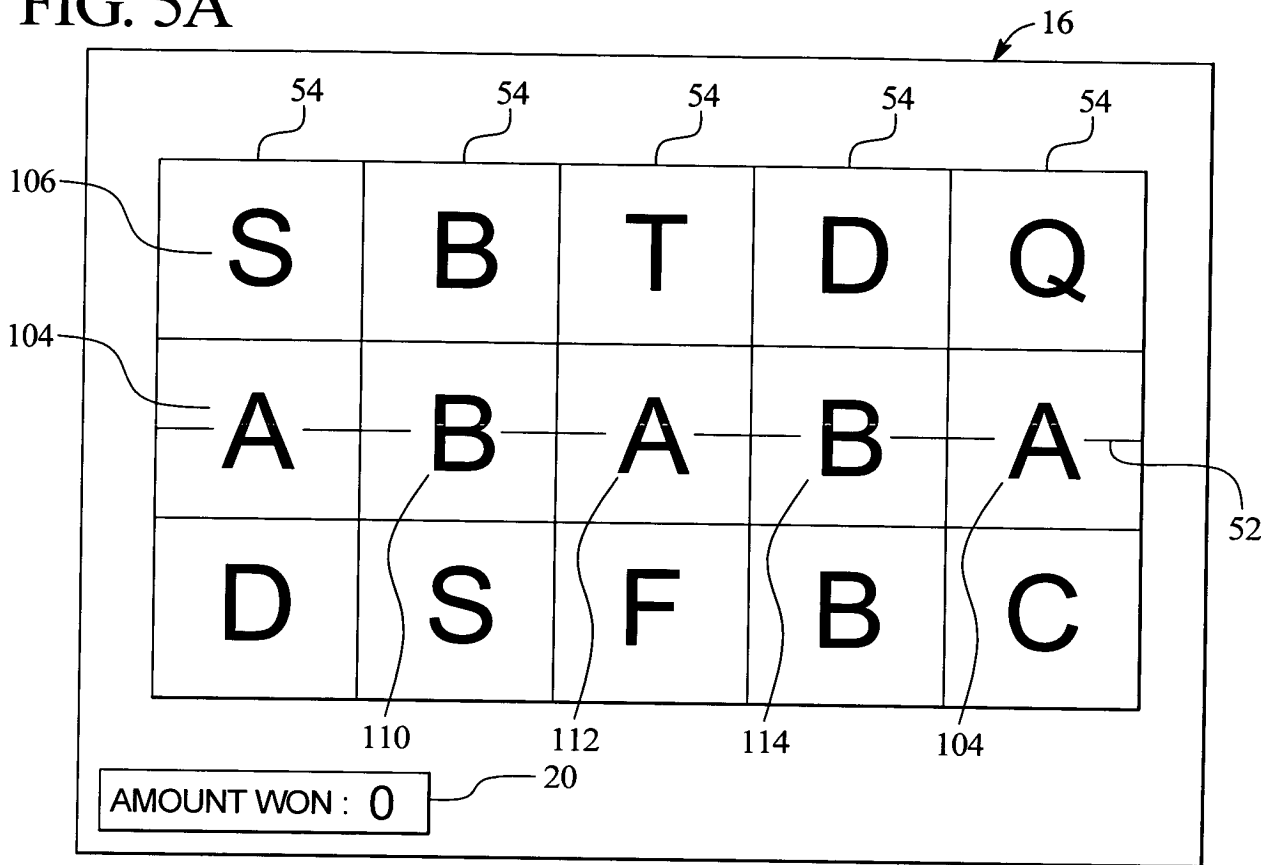 FIG. 5A
16
54 54 54 54 54
106
S B T D Q
104
A B A B A
52
D S F B C
110 112 114 104
20
AMOUNT WON : 0